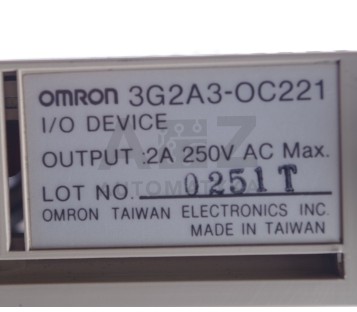 OMRON 3G2A3-OC221
I/O DEVICE
OUTPUT :2A 250V AC Max.
LOT NO. 0251T
OMRON TAIWAN ELECTRONICS INC.
MADE IN TAIWAN